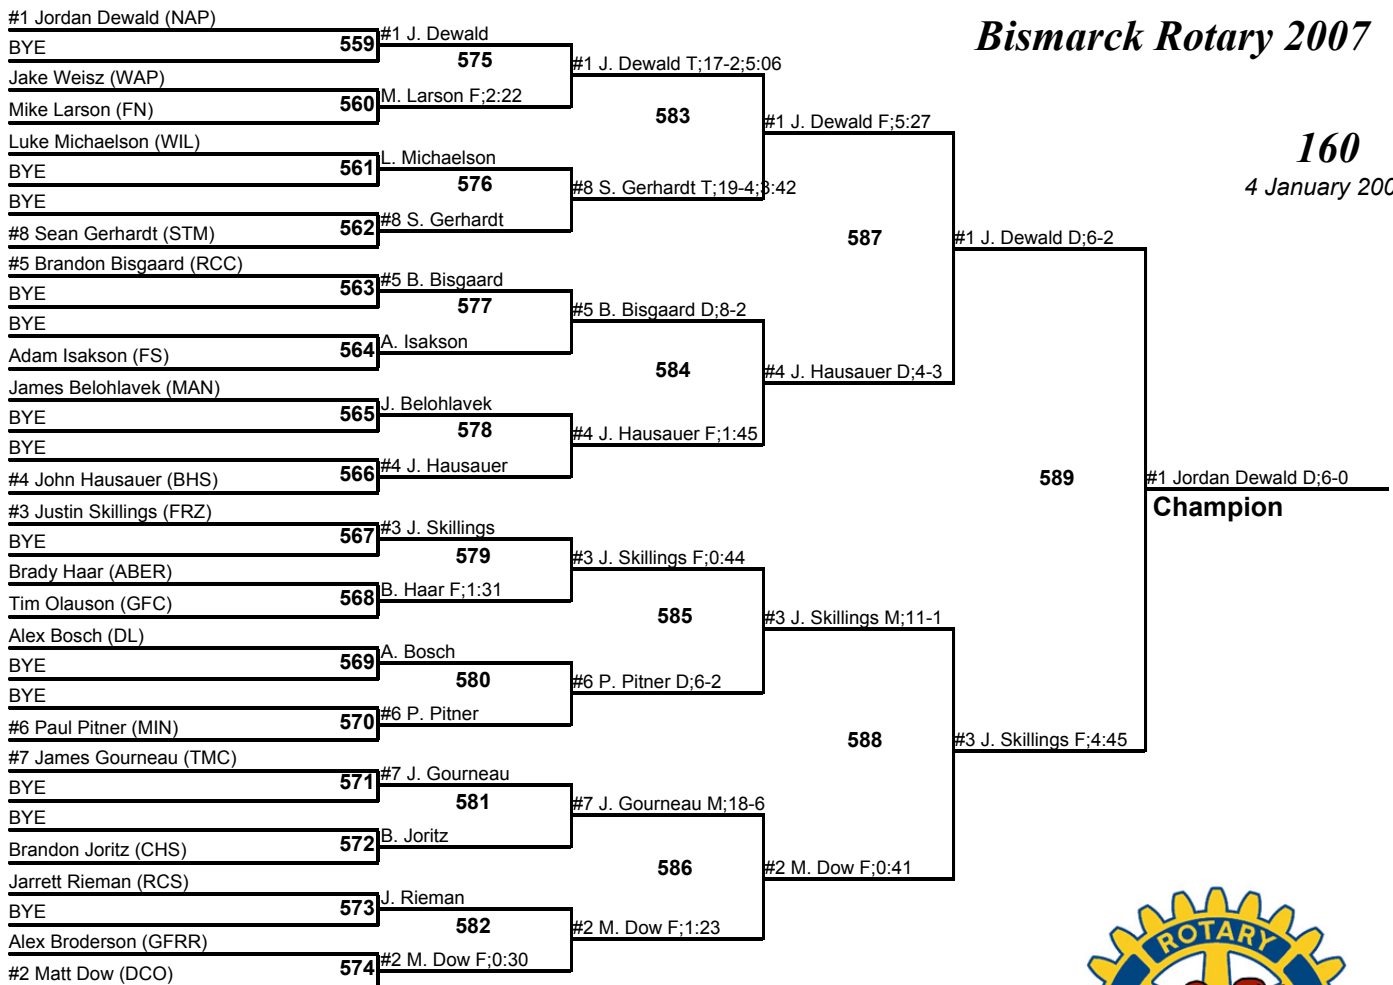 Bismarck Rotary 2007
160
4 January 200
#1 Jordan Dewald (NAP)
BYE
Jake Weisz (WAP)
Mike Larson (FN)
Luke Michaelson (WIL)
BYE
BYE
#8 Sean Gerhardt (STM)
#5 Brandon Bisgaard (RCC)
BYE
BYE
Adam Isakson (FS)
James Belohlavek (MAN)
BYE
BYE
#4 John Hausauer (BHS)
#3 Justin Skillings (FRZ)
BYE
Brady Haar (ABER)
Tim Olauson (GFC)
Alex Bosch (DL)
BYE
BYE
#6 Paul Pitner (MIN)
#7 James Gourneau (TMC)
BYE
BYE
Brandon Joritz (CHS)
Jarrett Rieman (RCS)
BYE
Alex Broderson (GFRR)
#2 Matt Dow (DCO)
559
560
561
562
563
564
565
566
567
568
569
570
571
572
573
574
#1 J. Dewald
575
M. Larson F;2:22
L. Michaelson
576
#8 S. Gerhardt
#5 B. Bisgaard
577
A. Isakson
J. Belohlavek
578
#4 J. Hausauer
#3 J. Skillings
579
B. Haar F;1:31
A. Bosch
580
#6 P. Pitner
#7 J. Gourneau
581
B. Joritz
J. Rieman
582
#2 M. Dow F;0:30
#1 J. Dewald T;17-2;5:06
583
#8 S. Gerhardt T;19-4;3:42
#5 B. Bisgaard D;8-2
584
#4 J. Hausauer F;1:45
#3 J. Skillings F;0:44
585
#6 P. Pitner D;6-2
#7 J. Gourneau M;18-6
586
#2 M. Dow F;1:23
#1 J. Dewald F;5:27
587
#4 J. Hausauer D;4-3
#3 J. Skillings M;11-1
588
#2 M. Dow F;0:41
#1 J. Dewald D;6-2
589
#3 J. Skillings F;4:45
#1 Jordan Dewald D;6-0
Champion
ROTARY